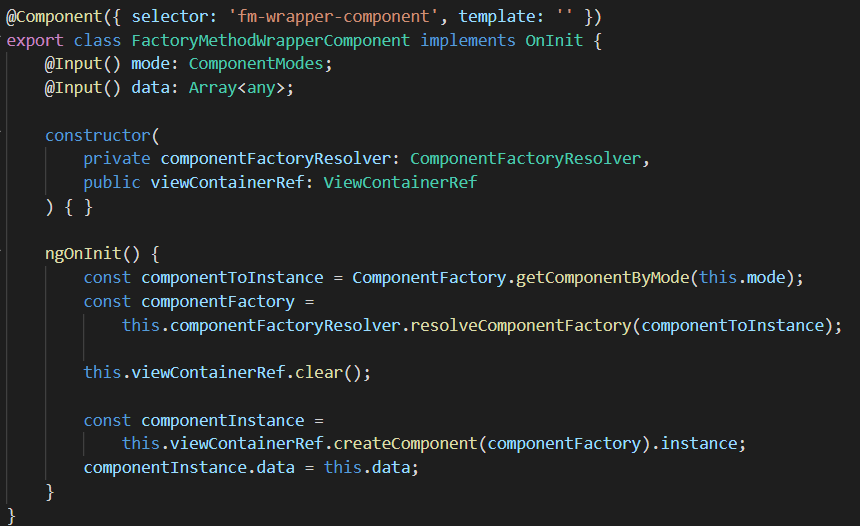 @Component({ selector: 'fm-wrapper-component', template: '' })
export class FactoryMethodWrapperComponent implements OnInit {
    @Input() mode: ComponentModes;
    @Input() data: Array<any>;

    constructor(
        private componentFactoryResolver: ComponentFactoryResolver,
        public viewContainerRef: ViewContainerRef
    ) { }

    ngOnInit() {
        const componentToInstance = ComponentFactory.getComponentByMode(this.mode);
        const componentFactory =
            this.componentFactoryResolver.resolveComponentFactory(componentToInstance);

        this.viewContainerRef.clear();

        const componentInstance =
            this.viewContainerRef.createComponent(componentFactory).instance;
        componentInstance.data = this.data;
    }
}